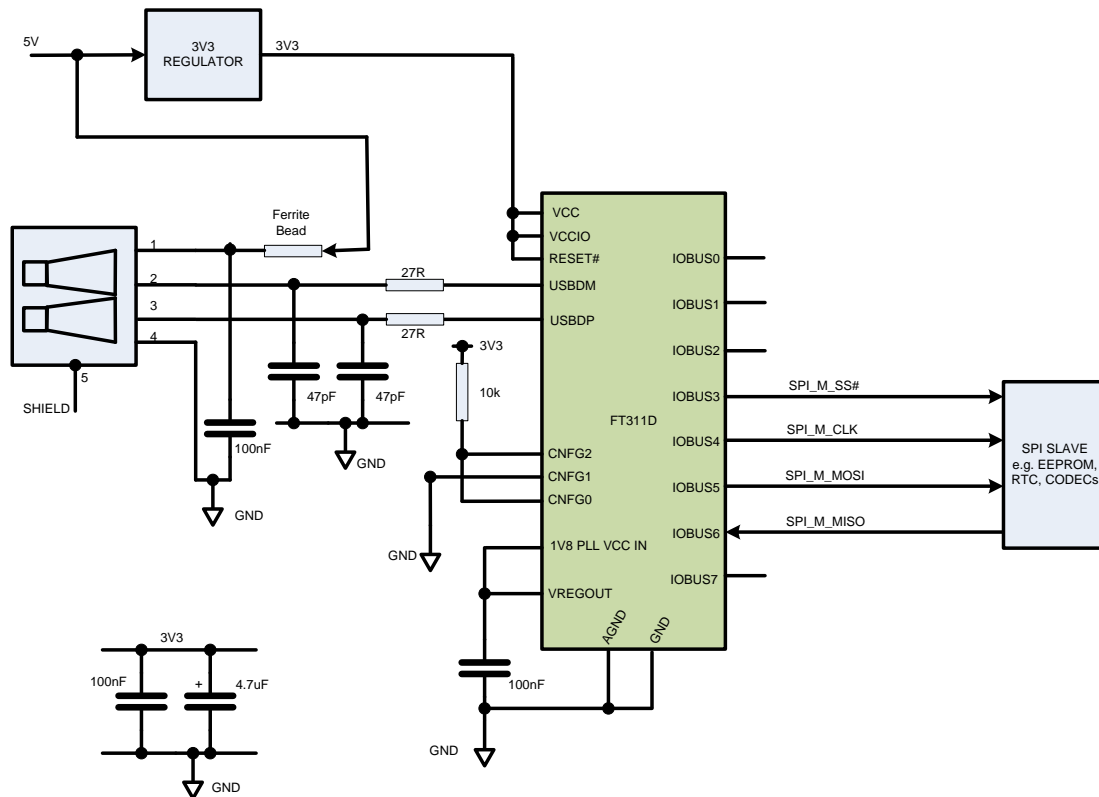 5V
3V3
REGULATOR
3V3
Ferrite
Bead
1
2
3
4
5
SHIELD
27R
27R
47pF
47pF
100nF
GND
GND
3V3
10k
GND
VCC
VCCIO
RESET#
USBDM
USBDP
CNFG2
CNFG1
CNFG0
1V8 PLL VCC IN
VREGOUT
AGND
GND
FT311D
IOBUS0
IOBUS1
IOBUS2
IOBUS3
IOBUS4
IOBUS5
IOBUS6
IOBUS7
SPI_M_SS#
SPI_M_CLK
SPI_M_MOSI
SPI_M_MISO
SPI SLAVE
e.g. EEPROM,
RTC, CODECs
100nF
GND
3V3
100nF
+
4.7uF
GND